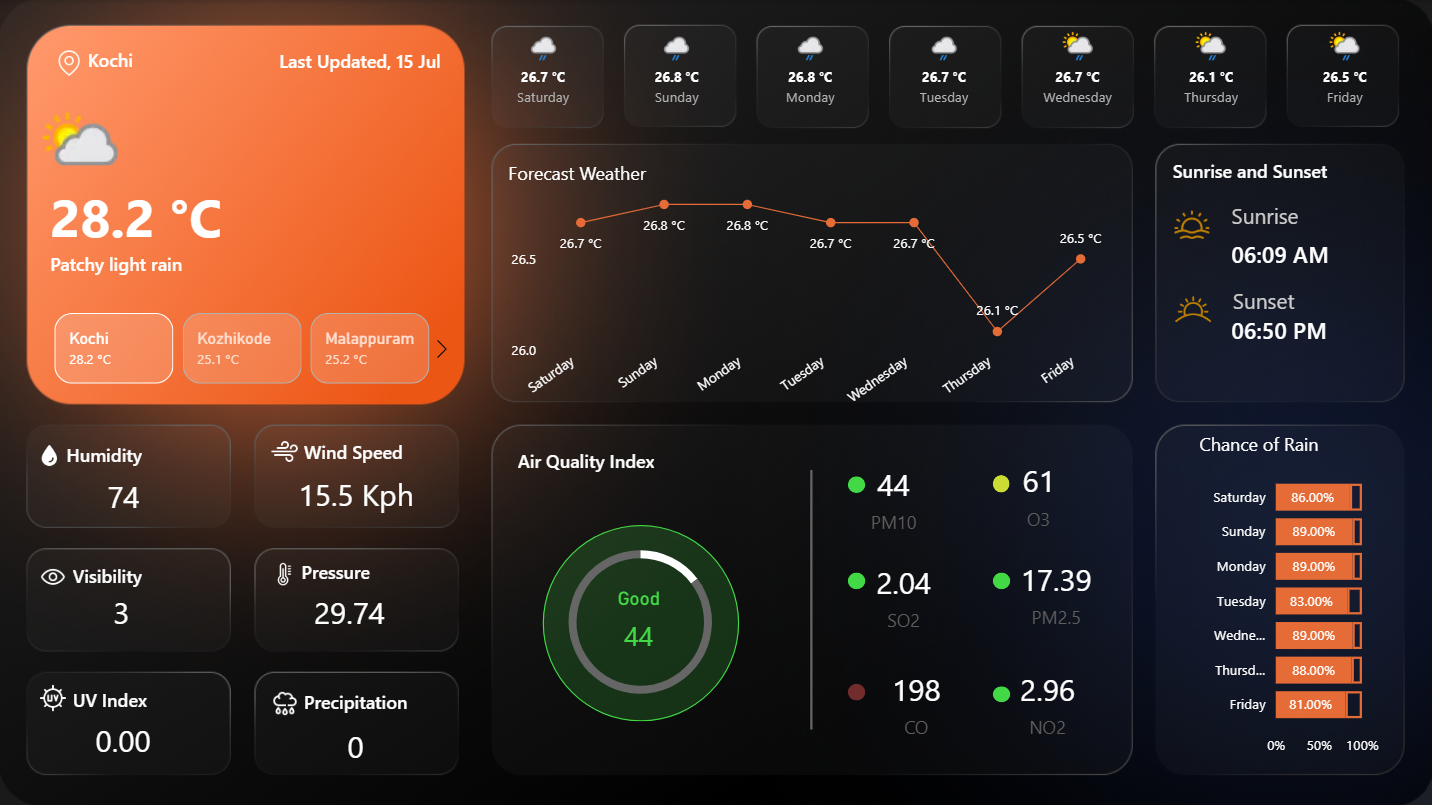 Kochi
Last Updated, 15 Jul
28.2 °C
Patchy light rain
Kochi
28.2 °C
Kozhikode
25.1 °C
Malappuram
25.2 °C
26.7 °C
Saturday
26.8 °C
Sunday
26.8 °C
Monday
26.7 °C
Tuesday
26.7 °C
Wednesday
26.1 °C
Thursday
26.5 °C
Friday
Forecast Weather
26.7 °C
26.8 °C
26.8 °C
26.7 °C
26.7 °C
26.1 °C
26.5 °C
26.5
26.0
Saturday
Sunday
Monday
Tuesday
Wednesday
Thursday
Friday
Sunrise and Sunset
Sunrise
06:09 AM
Sunset
06:50 PM
Humidity
74
Wind Speed
15.5 Kph
Visibility
3
Pressure
29.74
UV
UV Index
0.00
Precipitation
0
Air Quality Index
Good
44
44
PM10
61
O3
2.04
SO2
17.39
PM2.5
198
CO
2.96
NO2
Chance of Rain
Saturday 86.00%
Sunday 89.00%
Monday 89.00%
Tuesday 83.00%
Wedne... 89.00%
Thursd... 88.00%
Friday 81.00%
0% 50% 100%